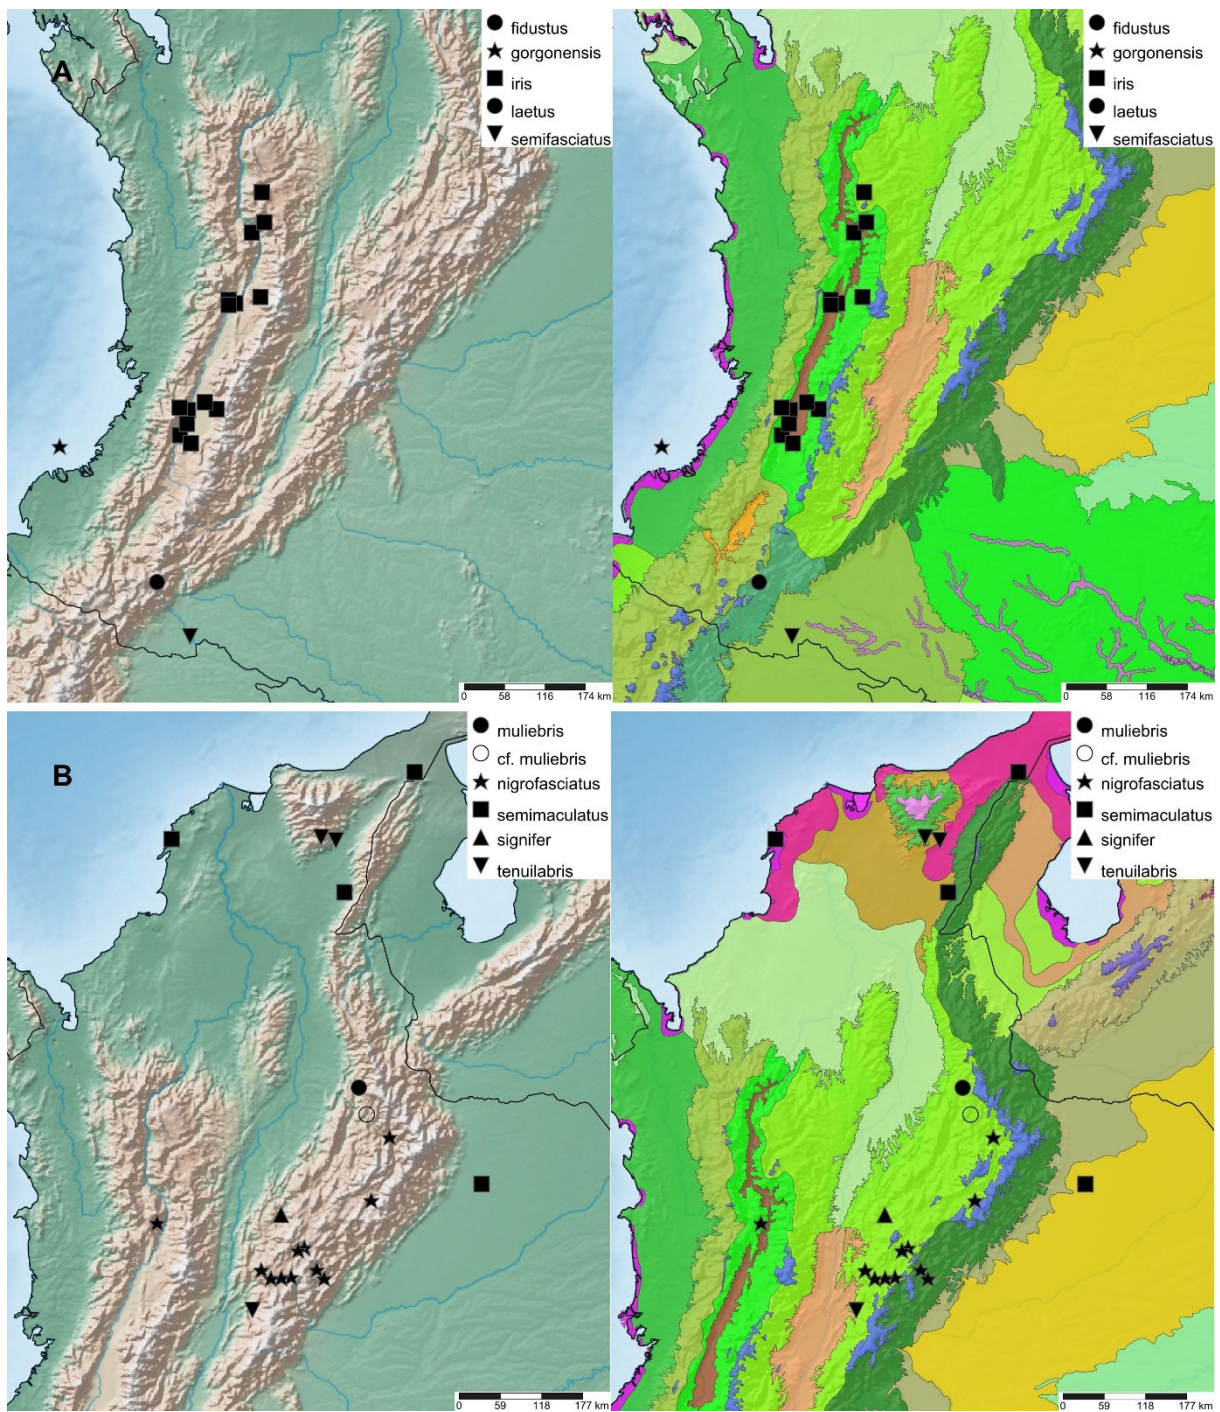 A
fidustus
gorgonensis
iris
laetus
semifasciatus
0 58 116 174 km
fidustus
gorgonensis
iris
laetus
semifasciatus
0 58 116 174 km
B
muliebris
cf. muliebris
nigrofasciatus
semimaculatus
signifer
tenuilabris
0 59 118 177 km
muliebris
cf. muliebris
nigrofasciatus
semimaculatus
signifer
tenuilabris
0 59 118 177 km